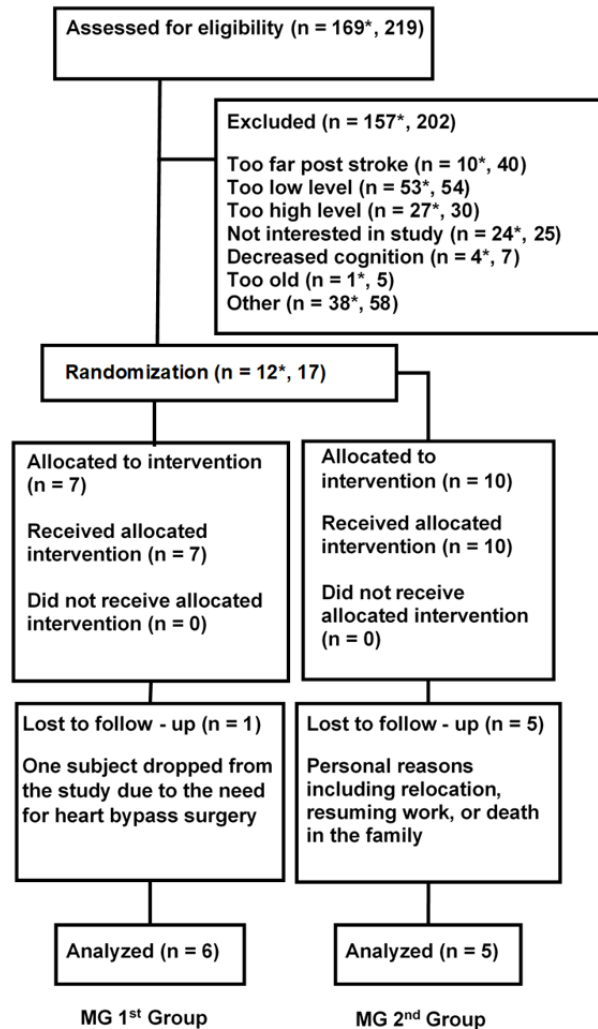 Assessed for eligibility (n = 169*, 219)
Excluded (n = 157*, 202)
Too far post stroke (n = 10*, 40)
Too low level (n = 53*, 54)
Too high level (n = 27*, 30)
Not interested in study (n = 24*, 25)
Decreased cognition (n = 4*, 7)
Too old (n = 1*, 5)
Other (n = 38*, 58)
Randomization (n = 12*, 17)
Allocated to intervention
(n = 7)
Received allocated
intervention (n = 7)
Did not receive allocated
intervention (n = 0)
Allocated to
intervention (n = 10)
Received allocated
intervention (n = 10)
Did not receive
allocated intervention
(n = 0)
Lost to follow - up (n = 1)
One subject dropped from
the study due to the need
for heart bypass surgery
Lost to follow - up (n = 5)
Personal reasons
including relocation,
resuming work, or death
in the family
Analyzed (n = 6)
Analyzed (n = 5)
MG 1st Group
MG 2nd Group